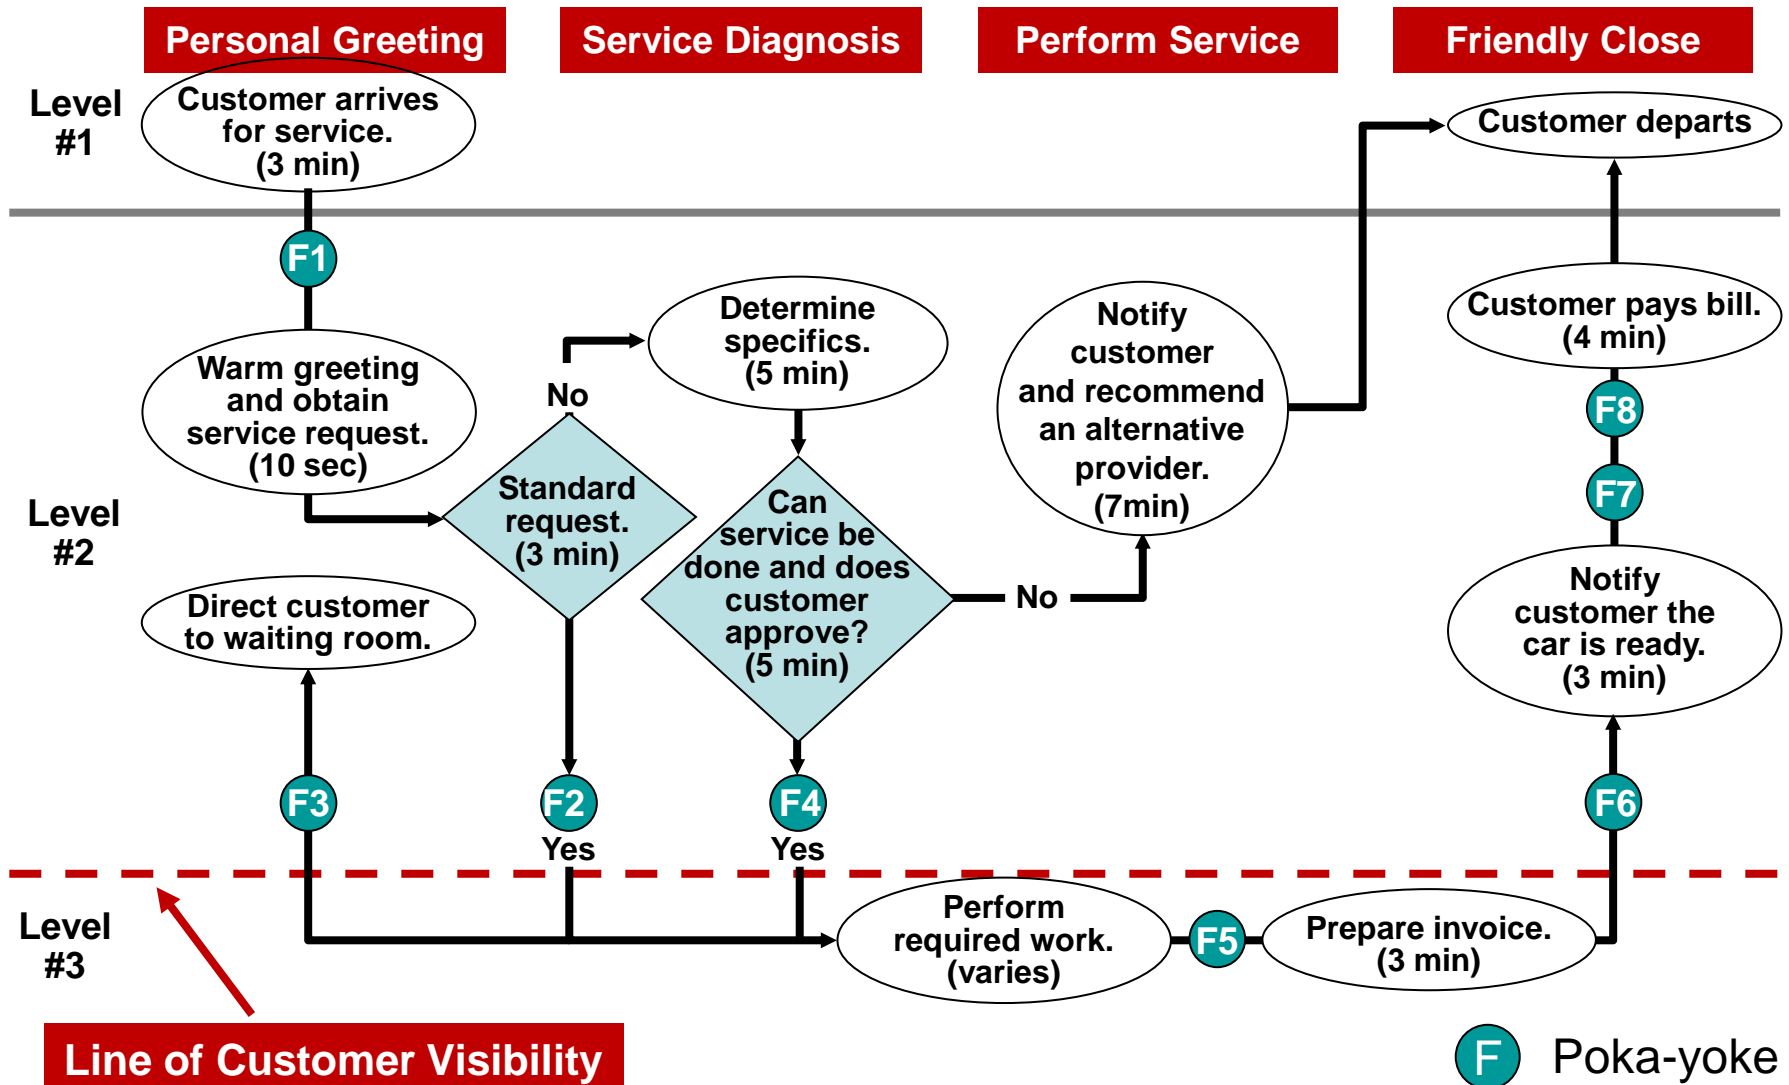 Personal Greeting
Service Diagnosis
Perform Service
Friendly Close
Level
#1
Customer arrives
for service.
(3 min)
Customer departs
F1
Warm greeting
and obtain
service request.
(10 sec)
No
Determine
specifics.
(5 min)
Notify
customer
and recommend
an alternative
provider.
(7min)
Customer pays bill.
(4 min)
F8
F7
Level
#2
Standard
request.
(3 min)
Can
service be
done and does
customer
approve?
(5 min)
No
Notify
customer the
car is ready.
(3 min)
Direct customer
to waiting room.
F3
F2
Yes
F4
Yes
F6
Level
#3
Perform
required work.
(varies)
F5
Prepare invoice.
(3 min)
Line of Customer Visibility
F
Poka-yoke